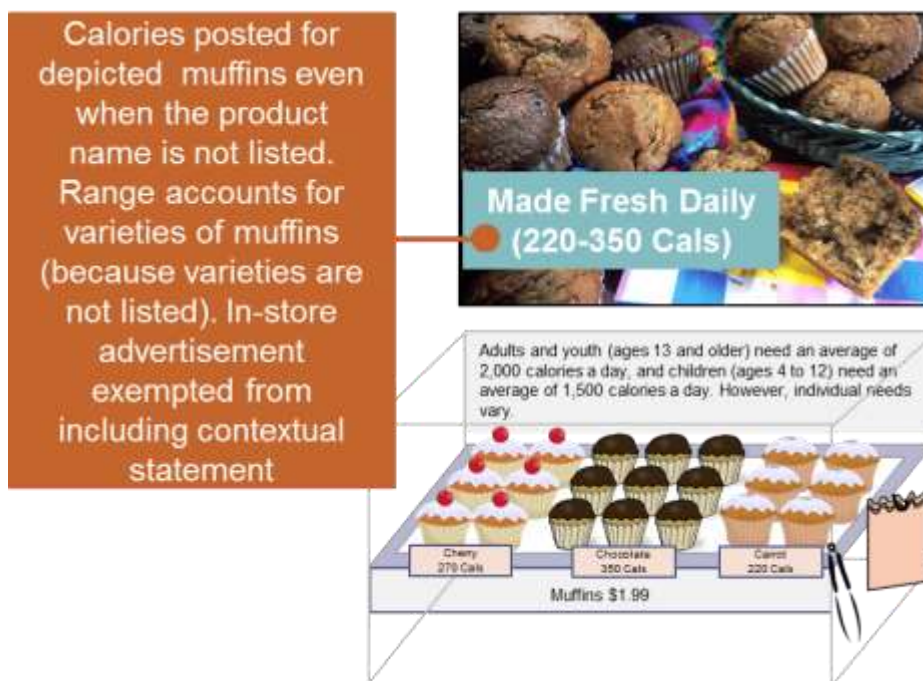 Calories posted for
depicted muffins even
when the product
name is not listed.
Range accounts for
varieties of muffins
(because varieties are
not listed). In-store
advertisement
exempted from
including contextual
statement
Made Fresh Daily
(220-350 Cals)
Adults and youth (ages 13 and older) need an average of
2,000 calories a day, and children (ages 4 to 12) need an
average of 1,500 calories a day. However, individual needs
vary.
Cherry
270 Cals
Chocolate
350 Cals
Carrot
220 Cals
Muffins $1.99